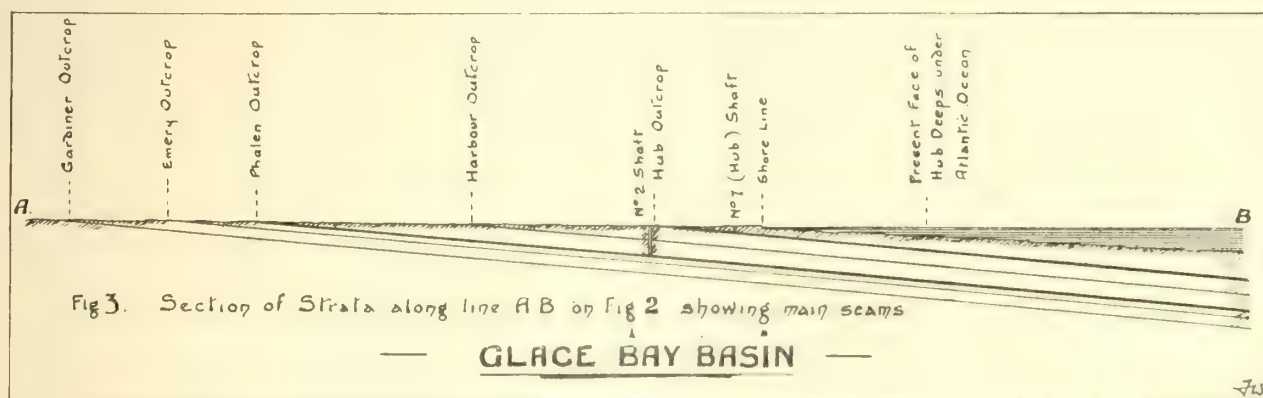 Gardiner Outcrop
Emery Outcrop
Phalen Outcrop
Harbour Outcrop
No 2 Shaft
Hub Outcrop
No 7 (Hub) Shaft
Shore Line
Present Face of
Hub Deeps under
Atlantic Ocean
A.
B
Fig 3. Section of Strata along line A B on Fig 2 showing main seams
— GLACE BAY BASIN —